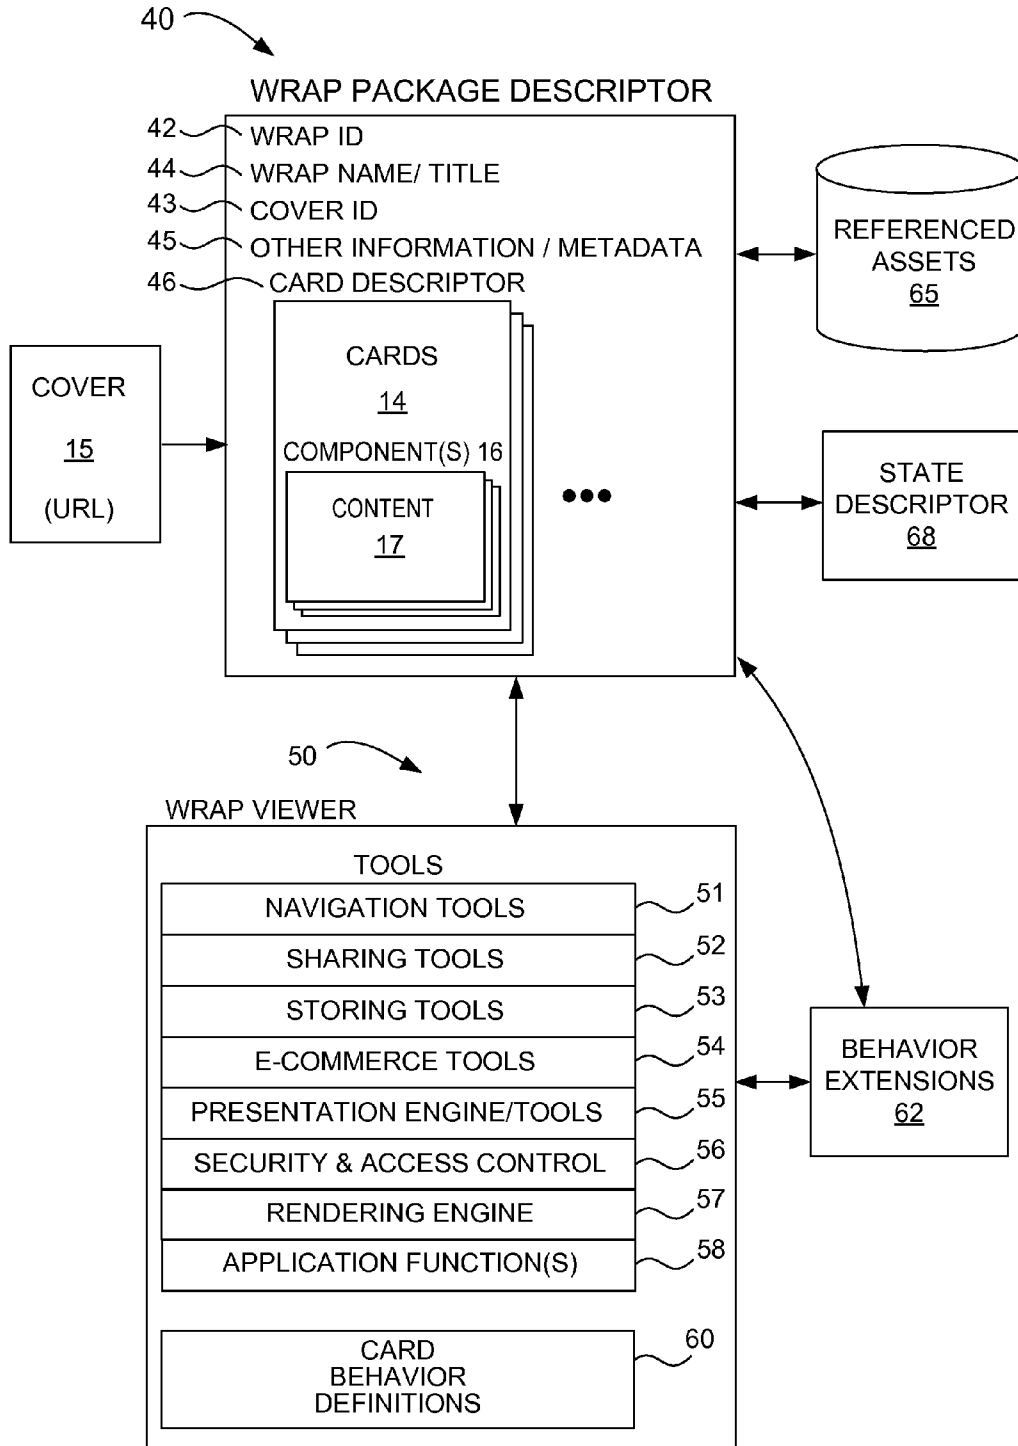 40
WRAP PACKAGE DESCRIPTOR
42 WRAP ID
44 WRAP NAME/ TITLE
43 COVER ID
45 OTHER INFORMATION / METADATA
46 CARD DESCRIPTOR
CARDS
14
COMPONENT(S) 16
CONTENT
17
COVER
15
(URL)
REFERENCED
ASSETS
65
STATE
DESCRIPTOR
68
50
WRAP VIEWER
TOOLS
NAVIGATION TOOLS 51
SHARING TOOLS 52
STORING TOOLS 53
E-COMMERCE TOOLS 54
PRESENTATION ENGINE/TOOLS 55
SECURITY & ACCESS CONTROL 56
RENDERING ENGINE 57
APPLICATION FUNCTION(S) 58
CARD 60
BEHAVIOR
DEFINITIONS
BEHAVIOR
EXTENSIONS
62